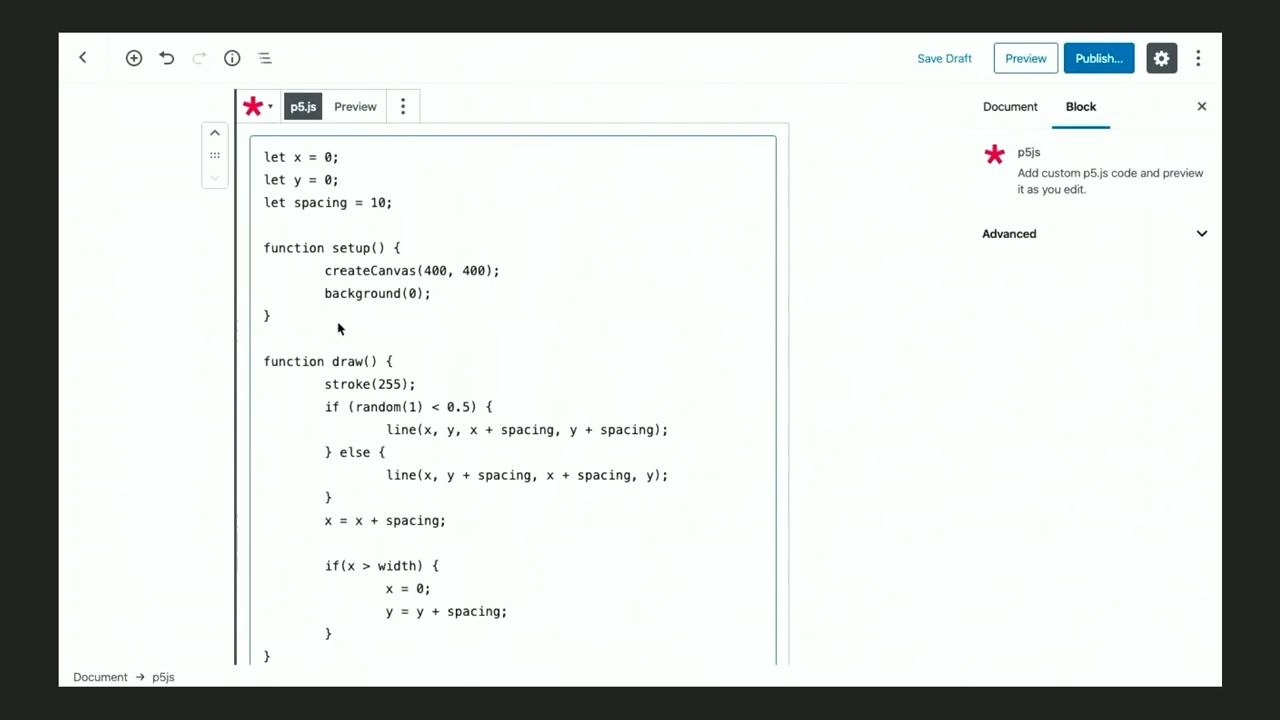 Save Draft
Preview
Publish...
p5.js
Preview
Document
Block
let x = 0;
let y = 0;
let spacing = 10;
function setup() {
createCanvas(400, 400);
background(0);
}
function draw() {
stroke(255);
if (random(1) < 0.5) {
line(x, y, x + spacing, y + spacing);
} else {
line(x, y + spacing, x + spacing, y);
}
x = x + spacing;
if(x > width) {
x = 0;
y = y + spacing;
}
}
p5js
Add custom p5.js code and preview
it as you edit.
Advanced
Document → p5js